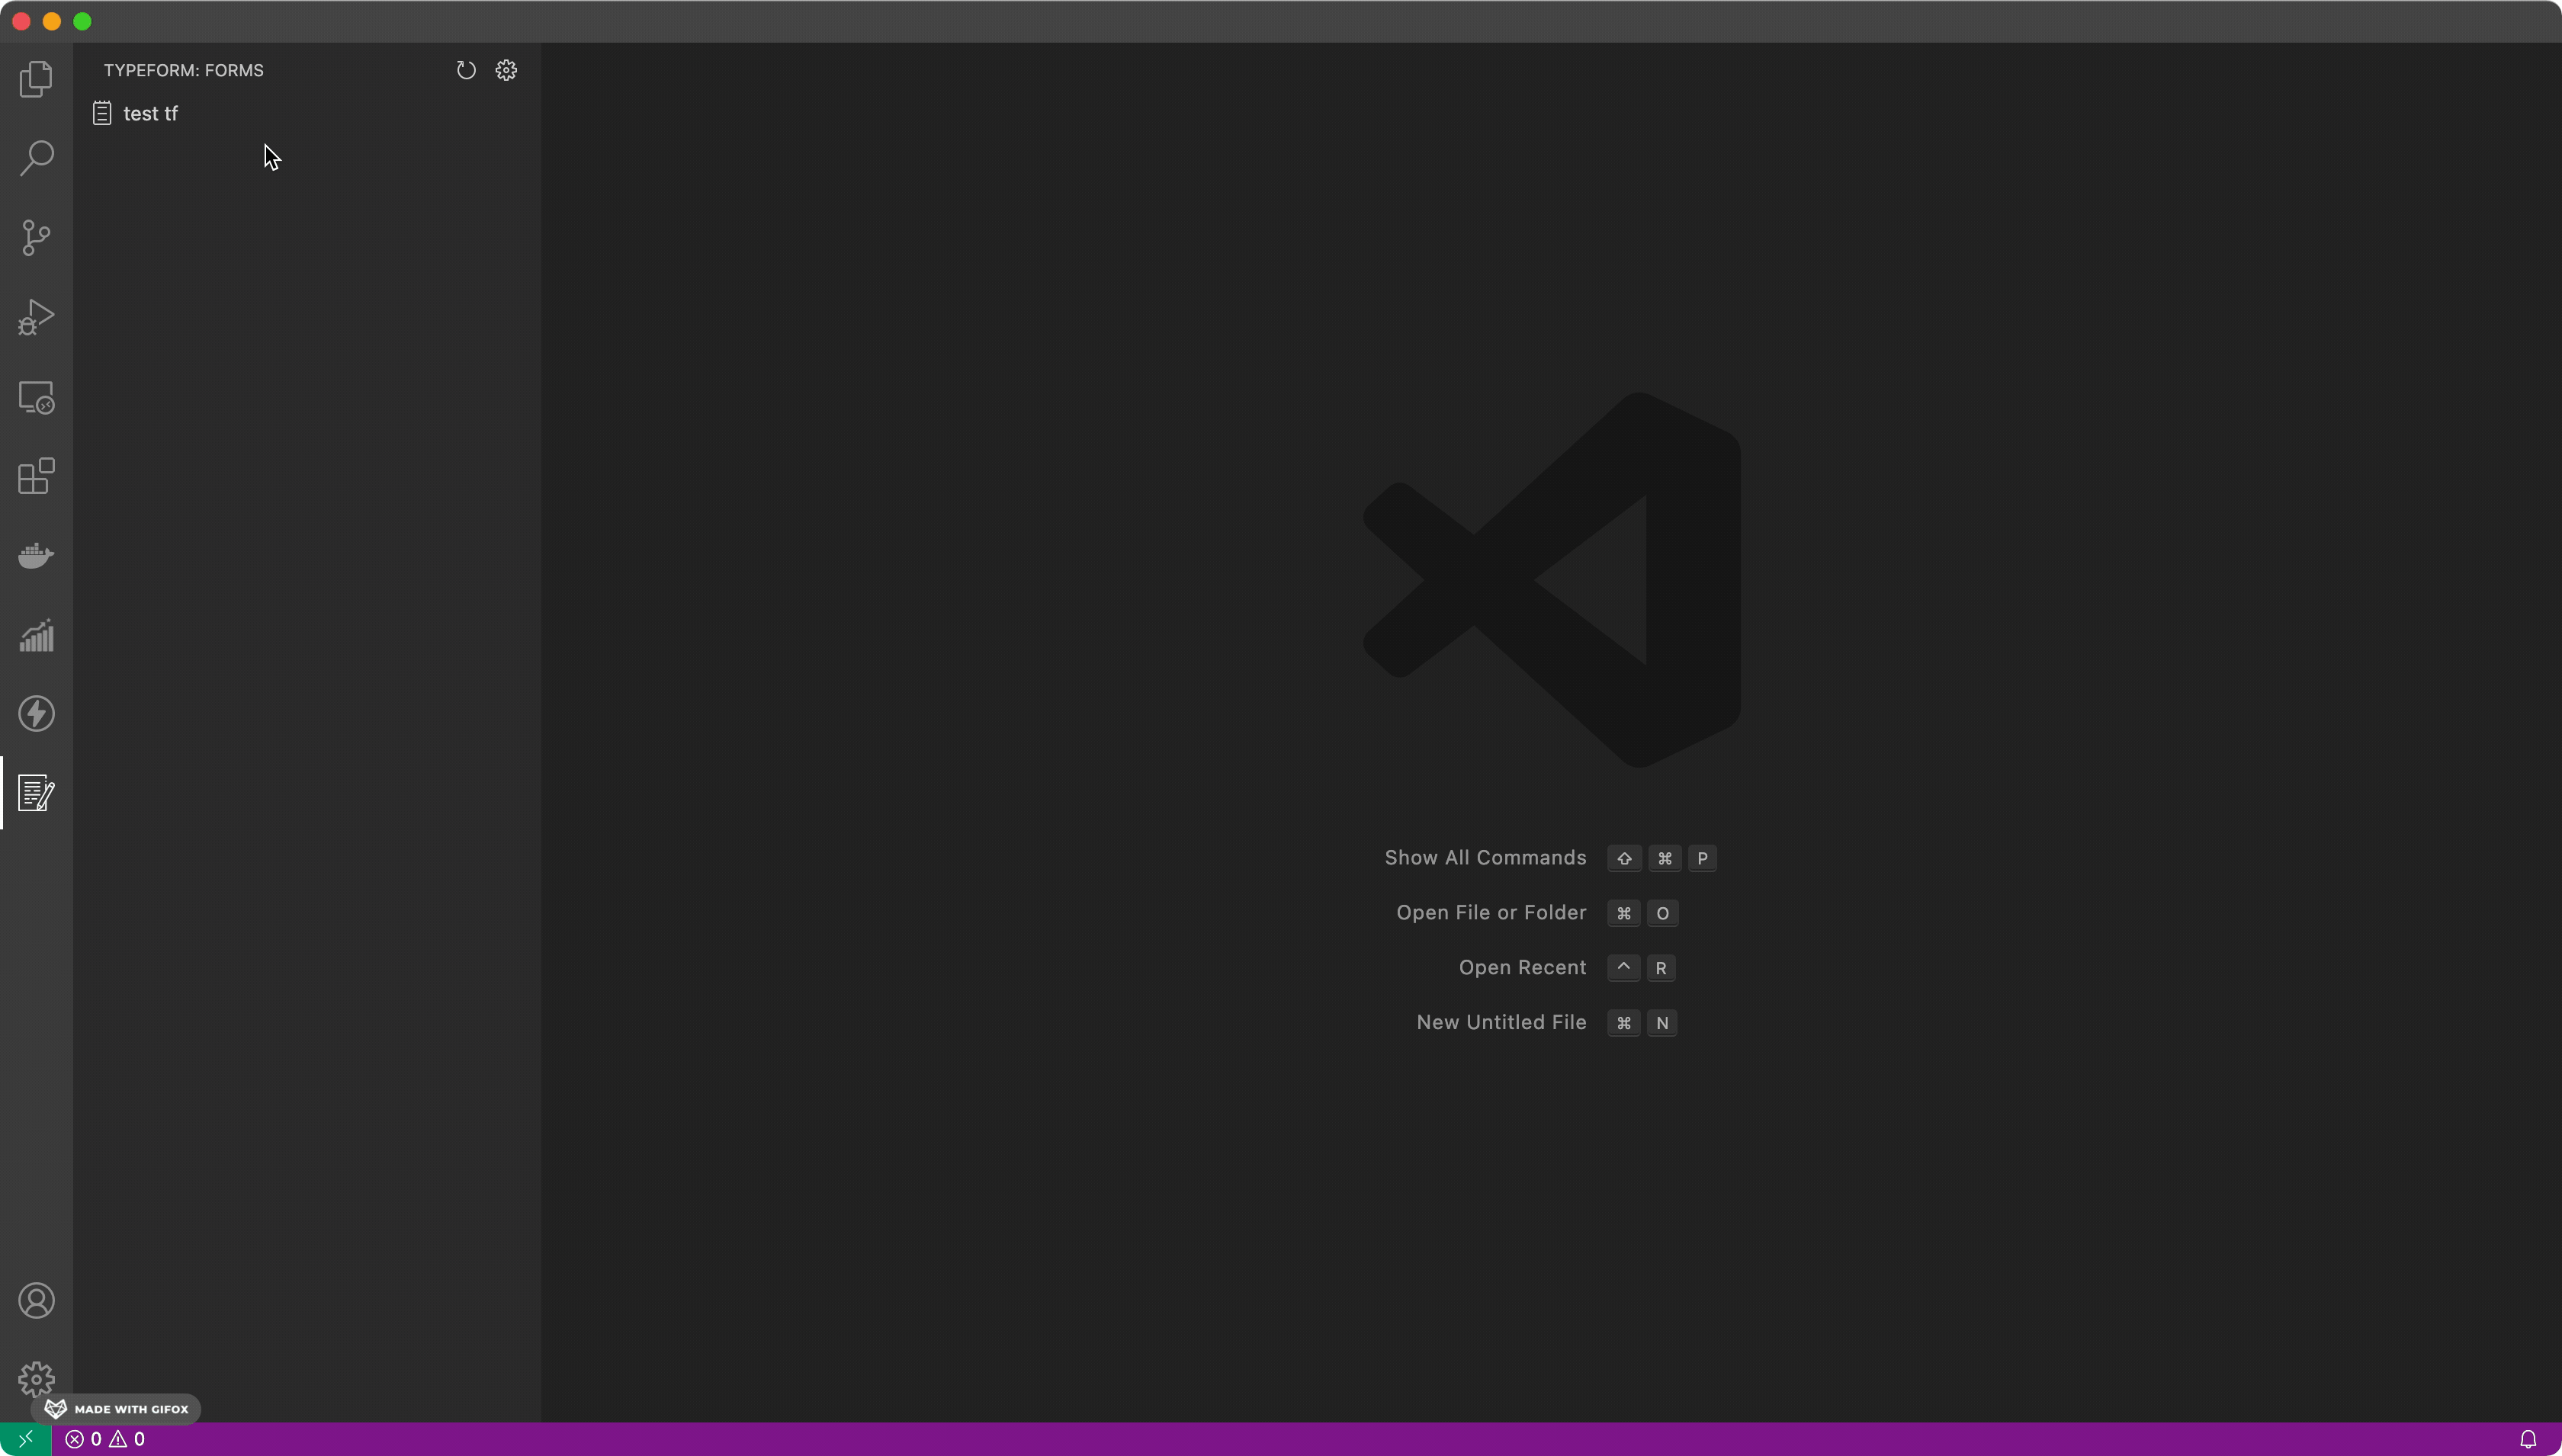 TYPEFORM: FORMS
test tf
Show All Commands ⇧ ⌘ P
Open File or Folder ⌘ O
Open Recent ^ R
New Untitled File ⌘ N
MADE WITH GIFOX
0 0